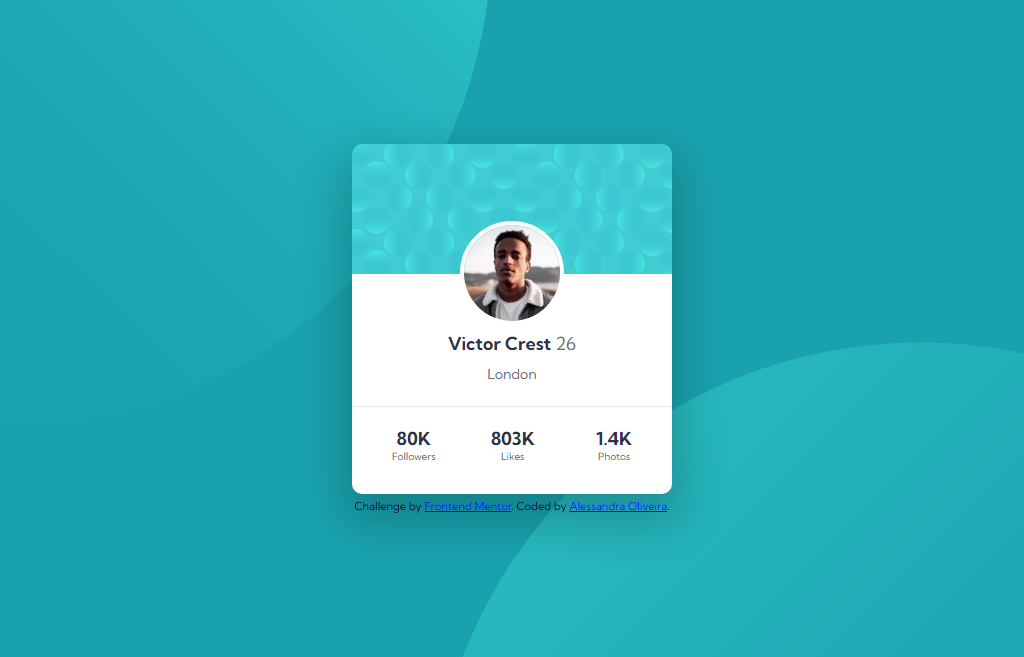 Victor Crest 26
London
80K 803K 1.4K
Followers Likes Photos
Challenge by Frontend Mentor. Coded by Alessandra Oliveira.